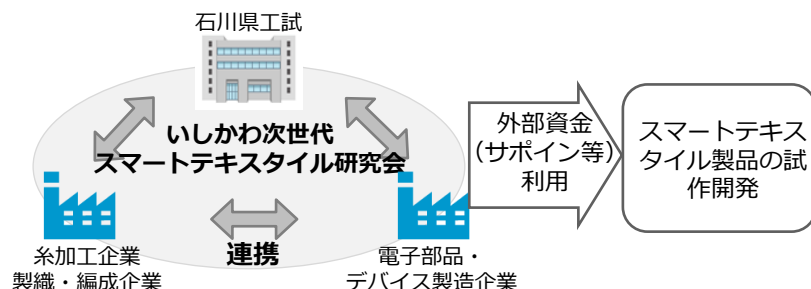 石川県工試
いしかわ次世代
スマートテキスタイル研究会
糸加工企業
製織・編成企業
連携
電子部品・
デバイス製造企業
外部資金
（サポイン等）
利用
スマートテキス
タイル製品の試
作開発